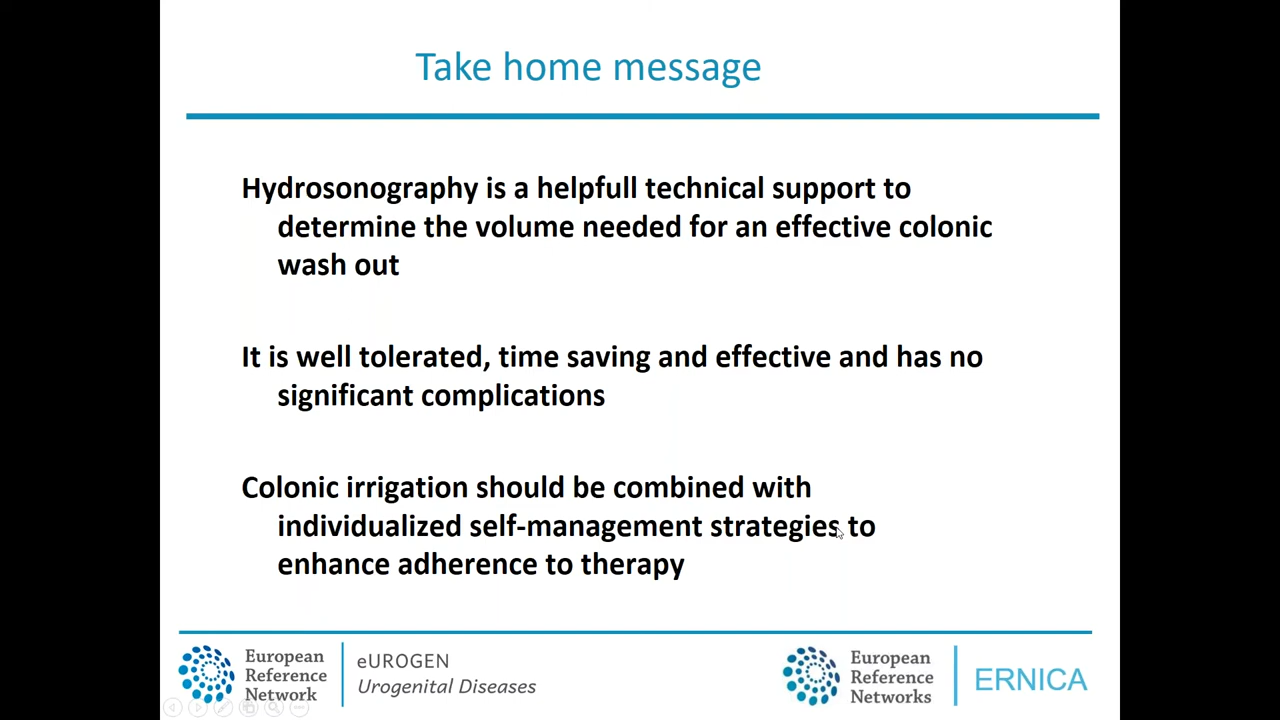 Take home message
Hydrosonography is a helpfull technical support to
determine the volume needed for an effective colonic
wash out
It is well tolerated, time saving and effective and has no
significant complications
Colonic irrigation should be combined with
individualized self-management strategies to
enhance adherence to therapy
European
Reference
Network
eUROGEN
Urogenital Diseases
European
Reference
Networks
ERNICA